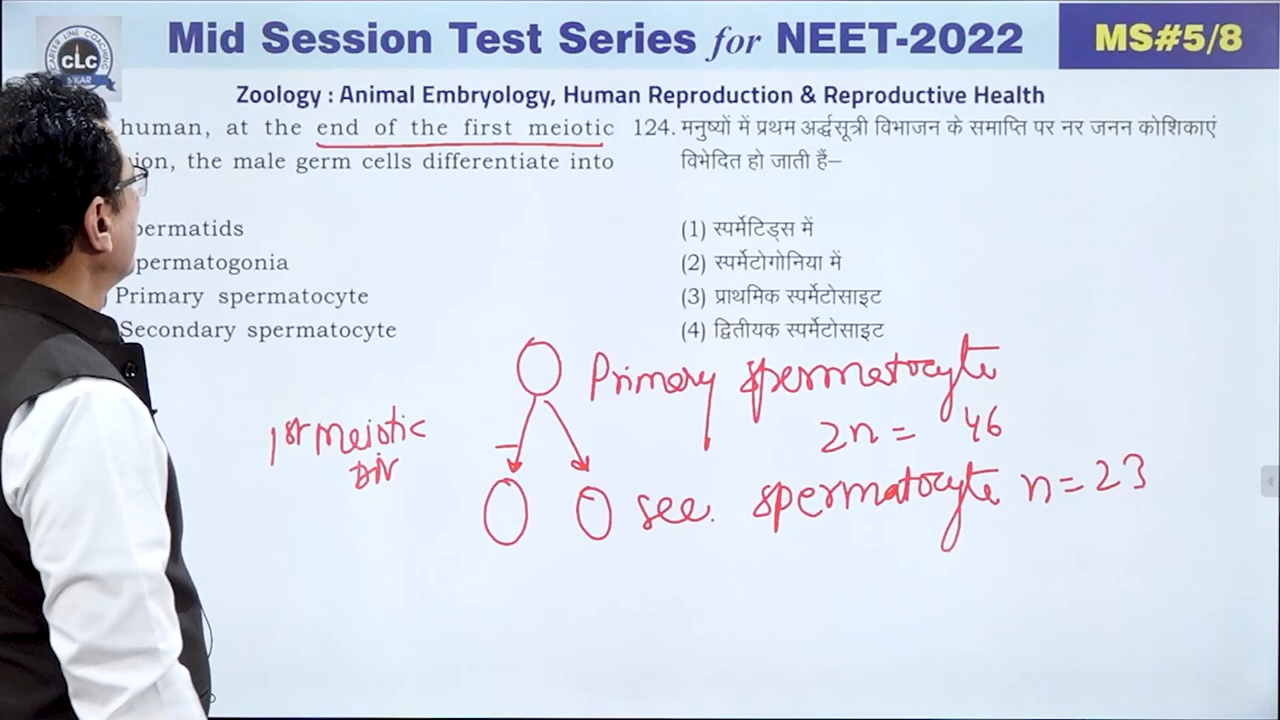 Mid Session Test Series for NEET-2022
MS#5/8
CLC
Zoology : Animal Embryology, Human Reproduction & Reproductive Health
human, at the end of the first meiotic
the male germ cells differentiate into
Primary spermatocyte
Secondary spermatocyte
124. मनुष्यों में प्रथम अर्द्धसूत्री विभाजन के समाप्ति पर नर जनन कोशिकाएं
विभेदित हो जाती हैं–
(1) स्पर्मेटिड्स में
(2) स्पर्मेटोगोनिया में
(3) प्राथमिक स्पर्मेटोसाइट
(4) द्वितीयक स्पर्मेटोसाइट
Primary spermatocyte
2n = 46
1st Meiotic
Div
sec. spermatocyte n = 23